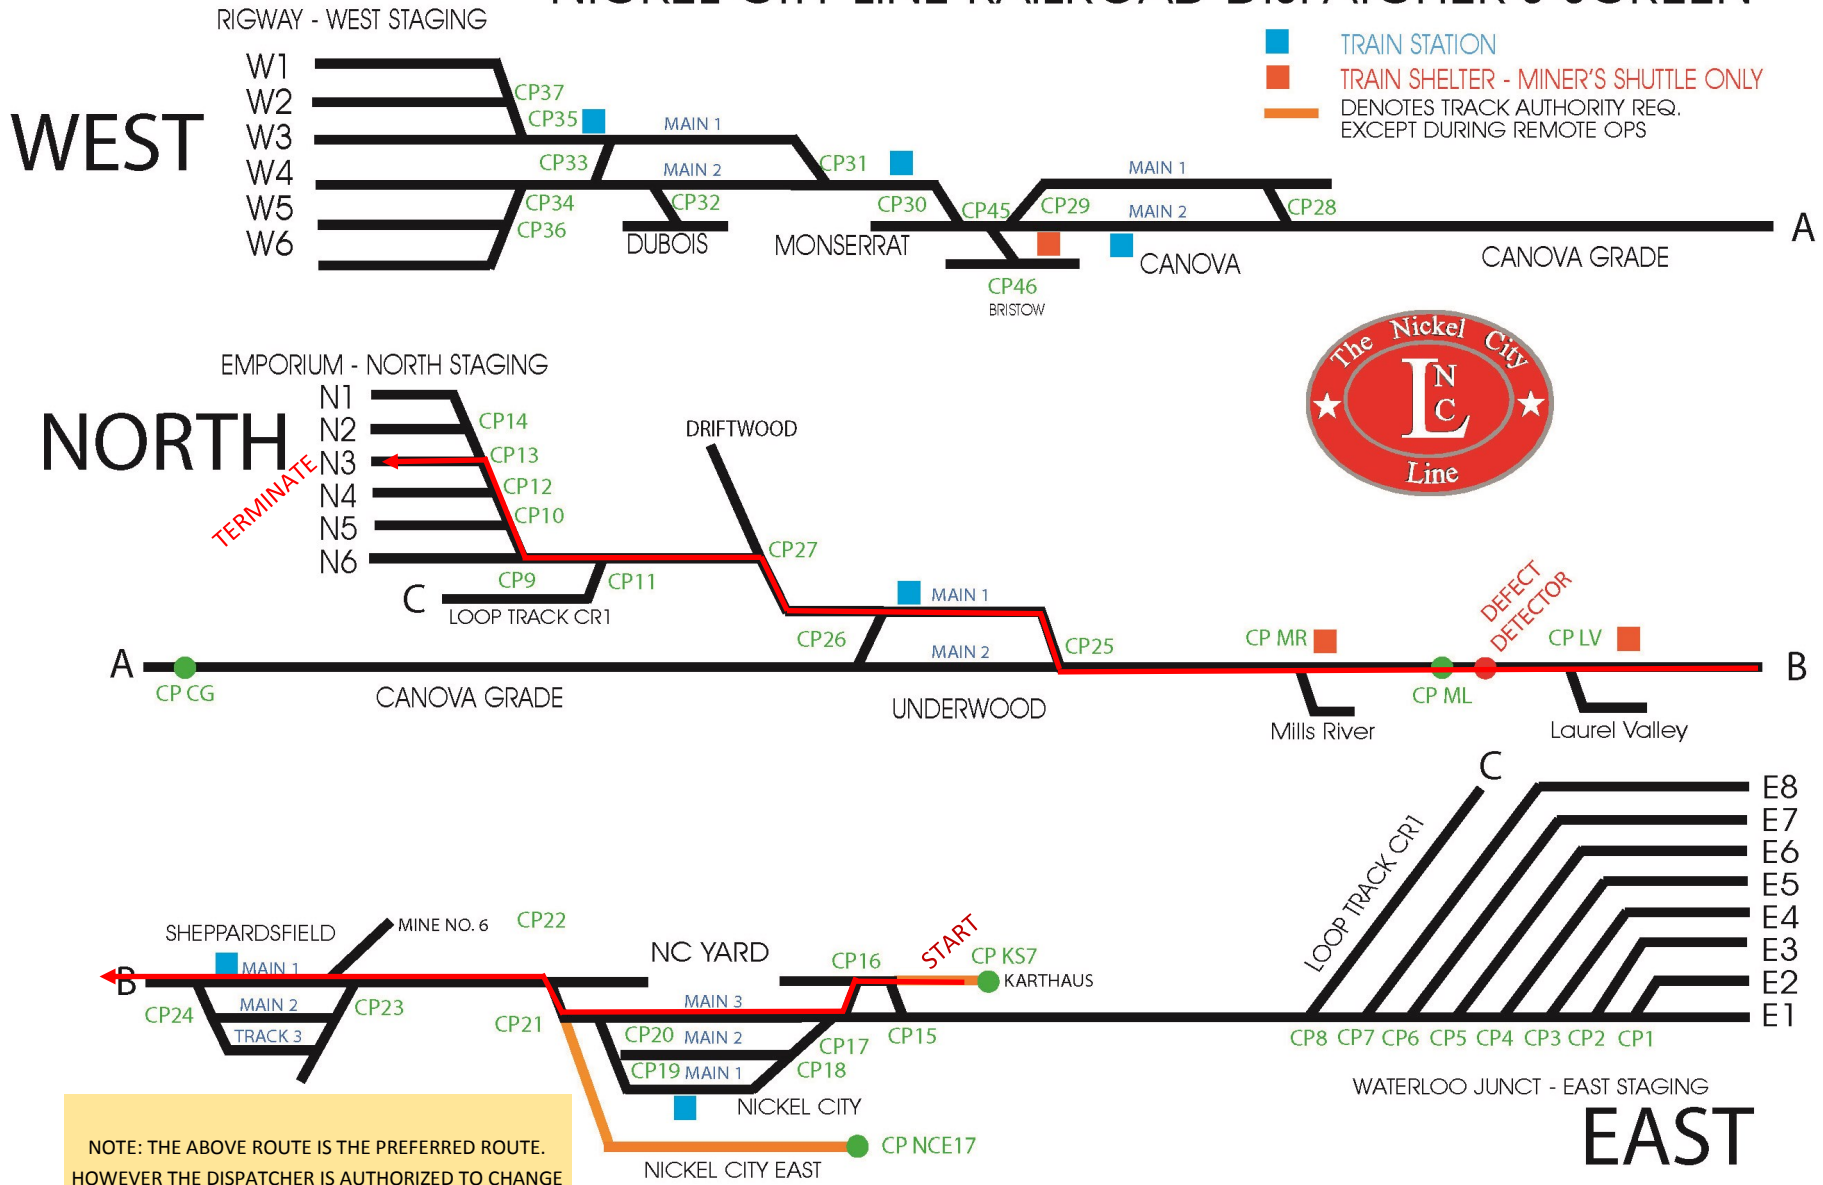 NICKEL CITY LINE RAILROAD DISPATCHER'S SCREEN
RIGWAY - WEST STAGING
TRAIN STATION
TRAIN SHELTER - MINER'S SHUTTLE ONLY
DENOTES TRACK AUTHORITY REQ.
EXCEPT DURING REMOTE OPS
WEST
W1
W2
W3
W4
W5
W6
CP37
CP35
MAIN 1
CP33
MAIN 2
CP31
CP34
CP32
CP36
DUBOIS
MONSERRAT
CP30
CP45
CP29
MAIN 1
MAIN 2
CP28
CANOVA
CANOVA GRADE
A
CP46
BRISTOW
The Nickel City
L
N
C
Line
EMPORIUM - NORTH STAGING
NORTH
N1
N2
N3
N4
N5
N6
TERMINATE
CP14
CP13
CP12
CP10
DRIFTWOOD
CP27
CP9
CP11
C
LOOP TRACK CR1
CP26
MAIN 1
MAIN 2
CP25
CP MR
DEFECT
DETECTOR
CP LV
A
B
CP CG
CANOVA GRADE
UNDERWOOD
CP ML
Mills River
Laurel Valley
C
LOOP TRACK CR1
E8
E7
E6
E5
E4
E3
E2
E1
SHEPPARDSFIELD
MINE NO. 6
CP22
NC YARD
CP16
START
CP KS7
KARTHAUS
B
MAIN 1
MAIN 2
TRACK 3
CP24
CP23
CP21
MAIN 3
CP20
MAIN 2
CP19
MAIN 1
CP17
CP18
CP15
CP8
CP7
CP6
CP5
CP4
CP3
CP2
CP1
NICKEL CITY
WATERLOO JUNCT - EAST STAGING
EAST
CP NCE17
NICKEL CITY EAST
NOTE: THE ABOVE ROUTE IS THE PREFERRED ROUTE.
HOWEVER THE DISPATCHER IS AUTHORIZED TO CHANGE